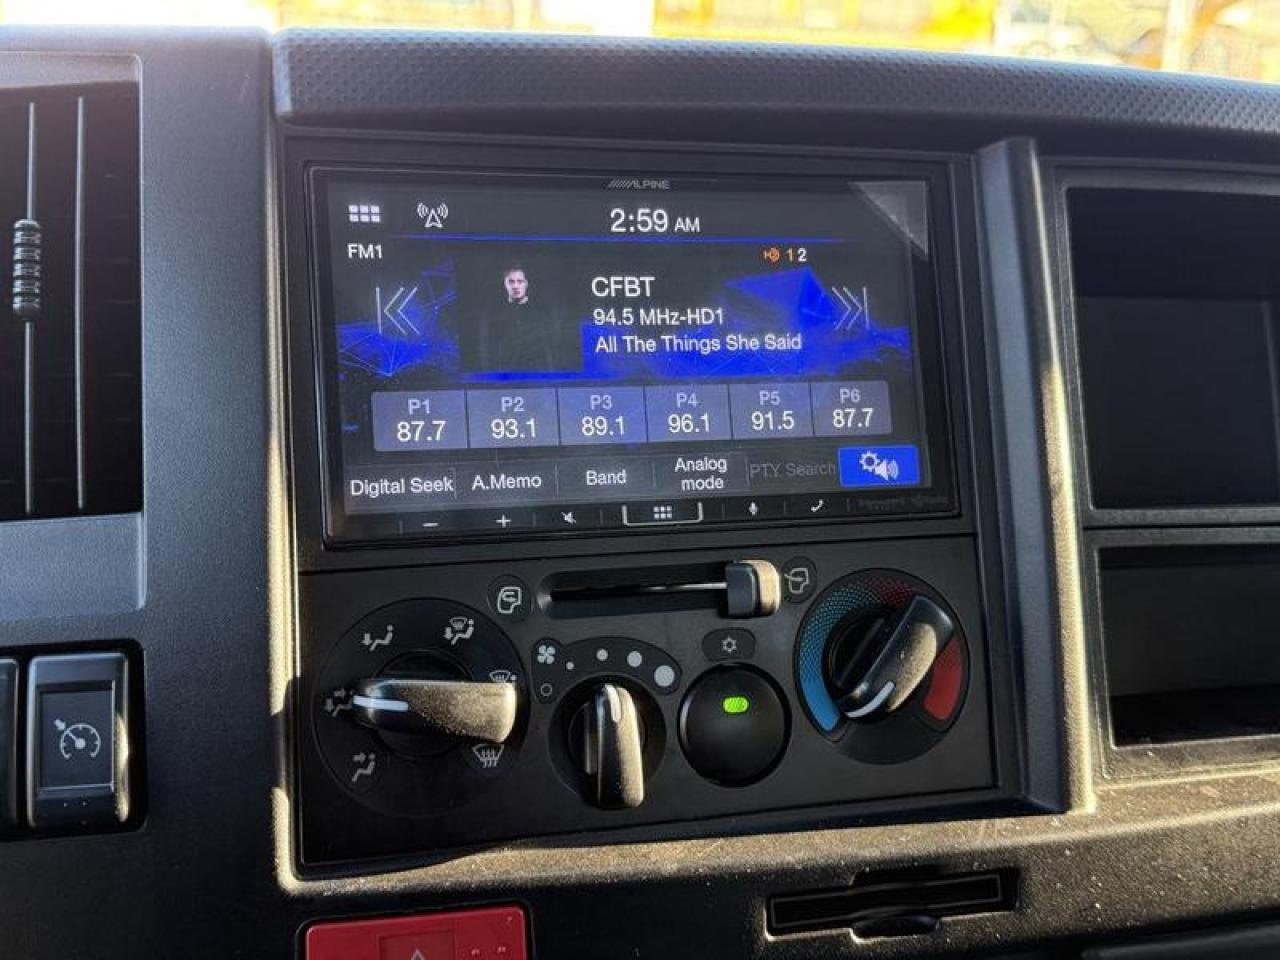 ALPINE
2:59 AM
FM1
1 2
CFBT
94.5 MHz-HD1
All The Things She Said
P1 P2 P3 P4 P5 P6
87.7 93.1 89.1 96.1 91.5 87.7
Digital Seek A.Memo Band Analog mode PTY Search